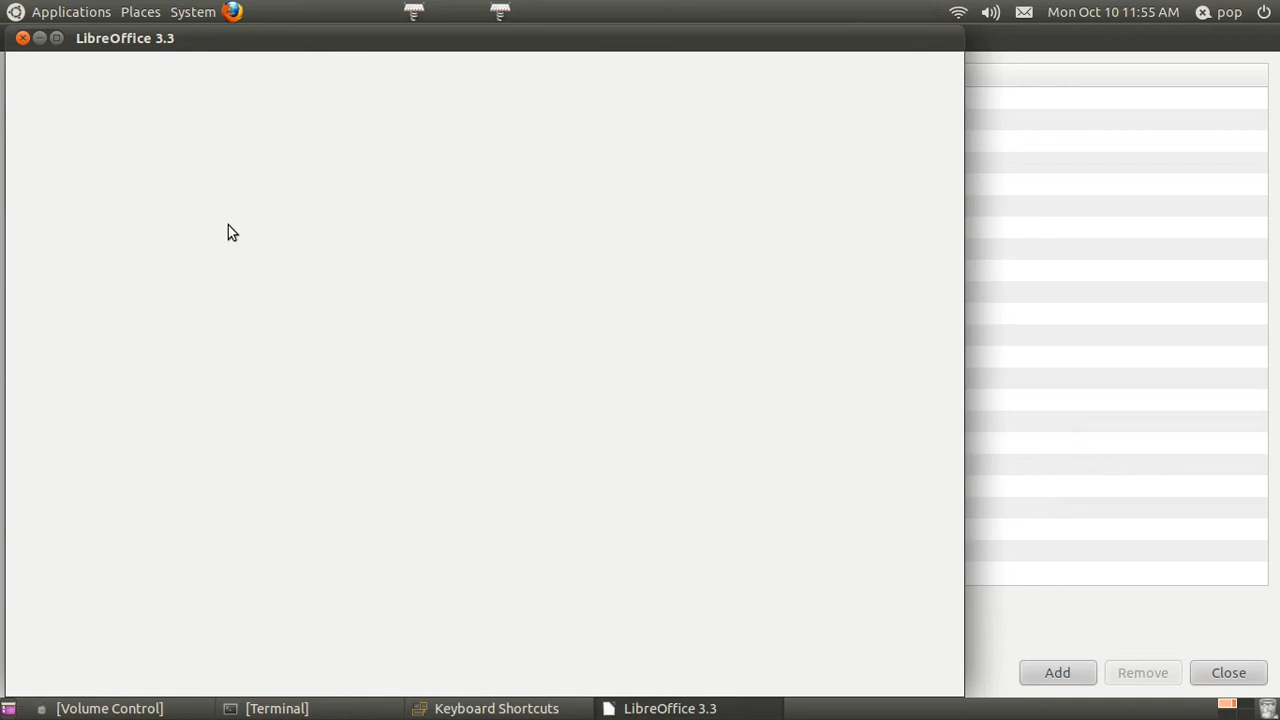 Applications Places System Mon Oct 10 11:55 AM pop
LibreOffice 3.3
Add Remove Close
[Volume Control] [Terminal] Keyboard Shortcuts LibreOffice 3.3